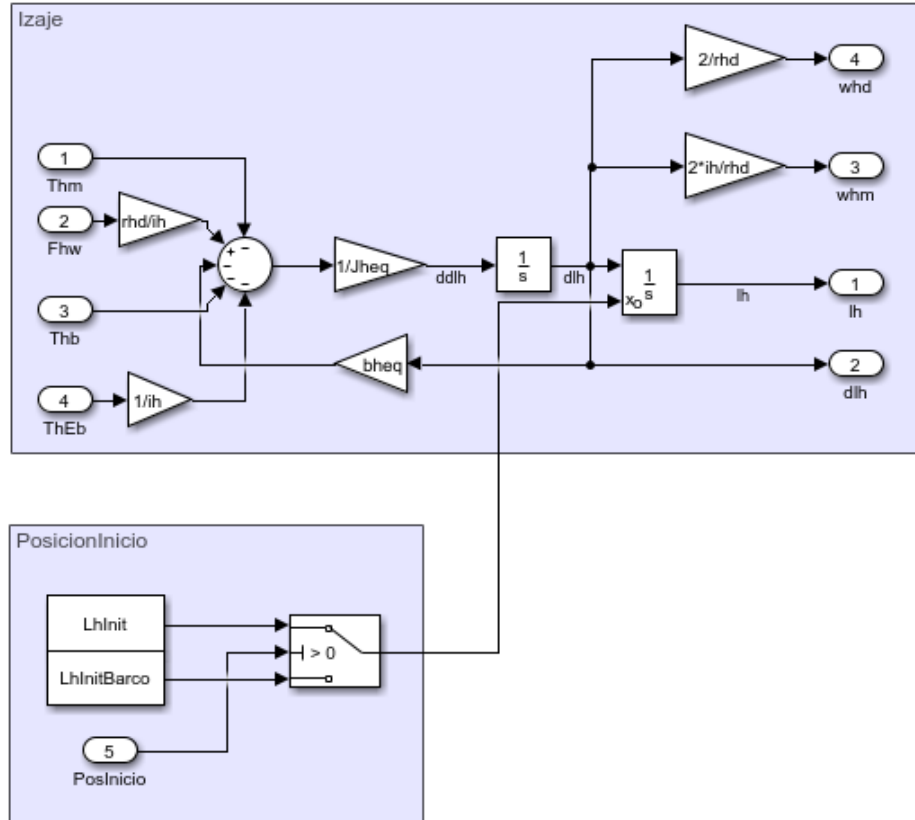 Izaje
2/rhd
4
whd
1
Thm
2*ih/rhd
3
whm
2
Fhw
rhd/ih
+
-
-
-
-
1/Jheq
ddlh
1
s
dlh
1
s
xo
lh
1
lh
3
Thb
bheq
2
dlh
4
ThEb
1/ih
PosicionInicio
LhInit
> 0
LhInitBarco
5
PosInicio